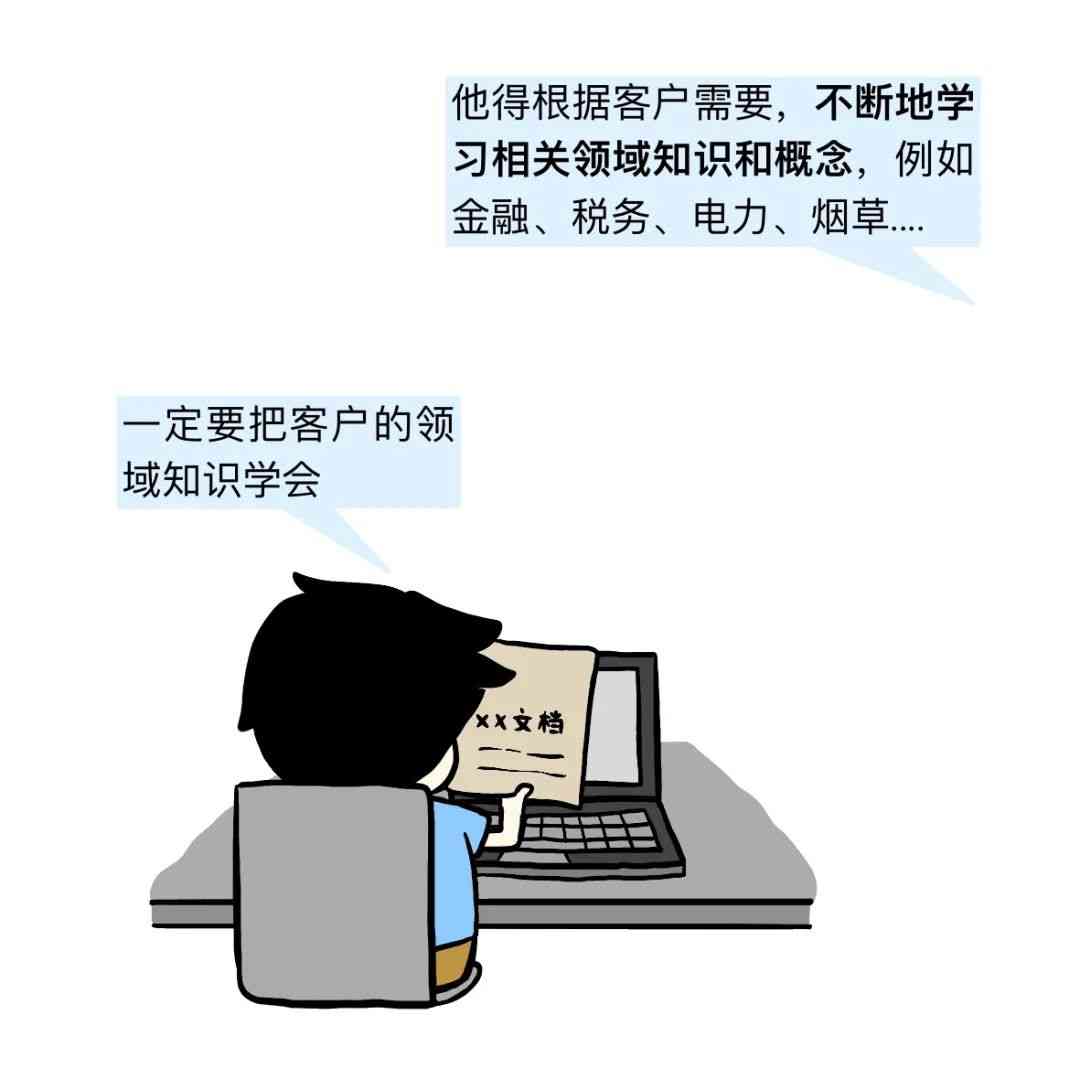 他得根据客户需要，不断地学
习相关领域知识和概念，例如
金融、税务、电力、烟草....
一定要把客户的领
域知识学会
xx文档